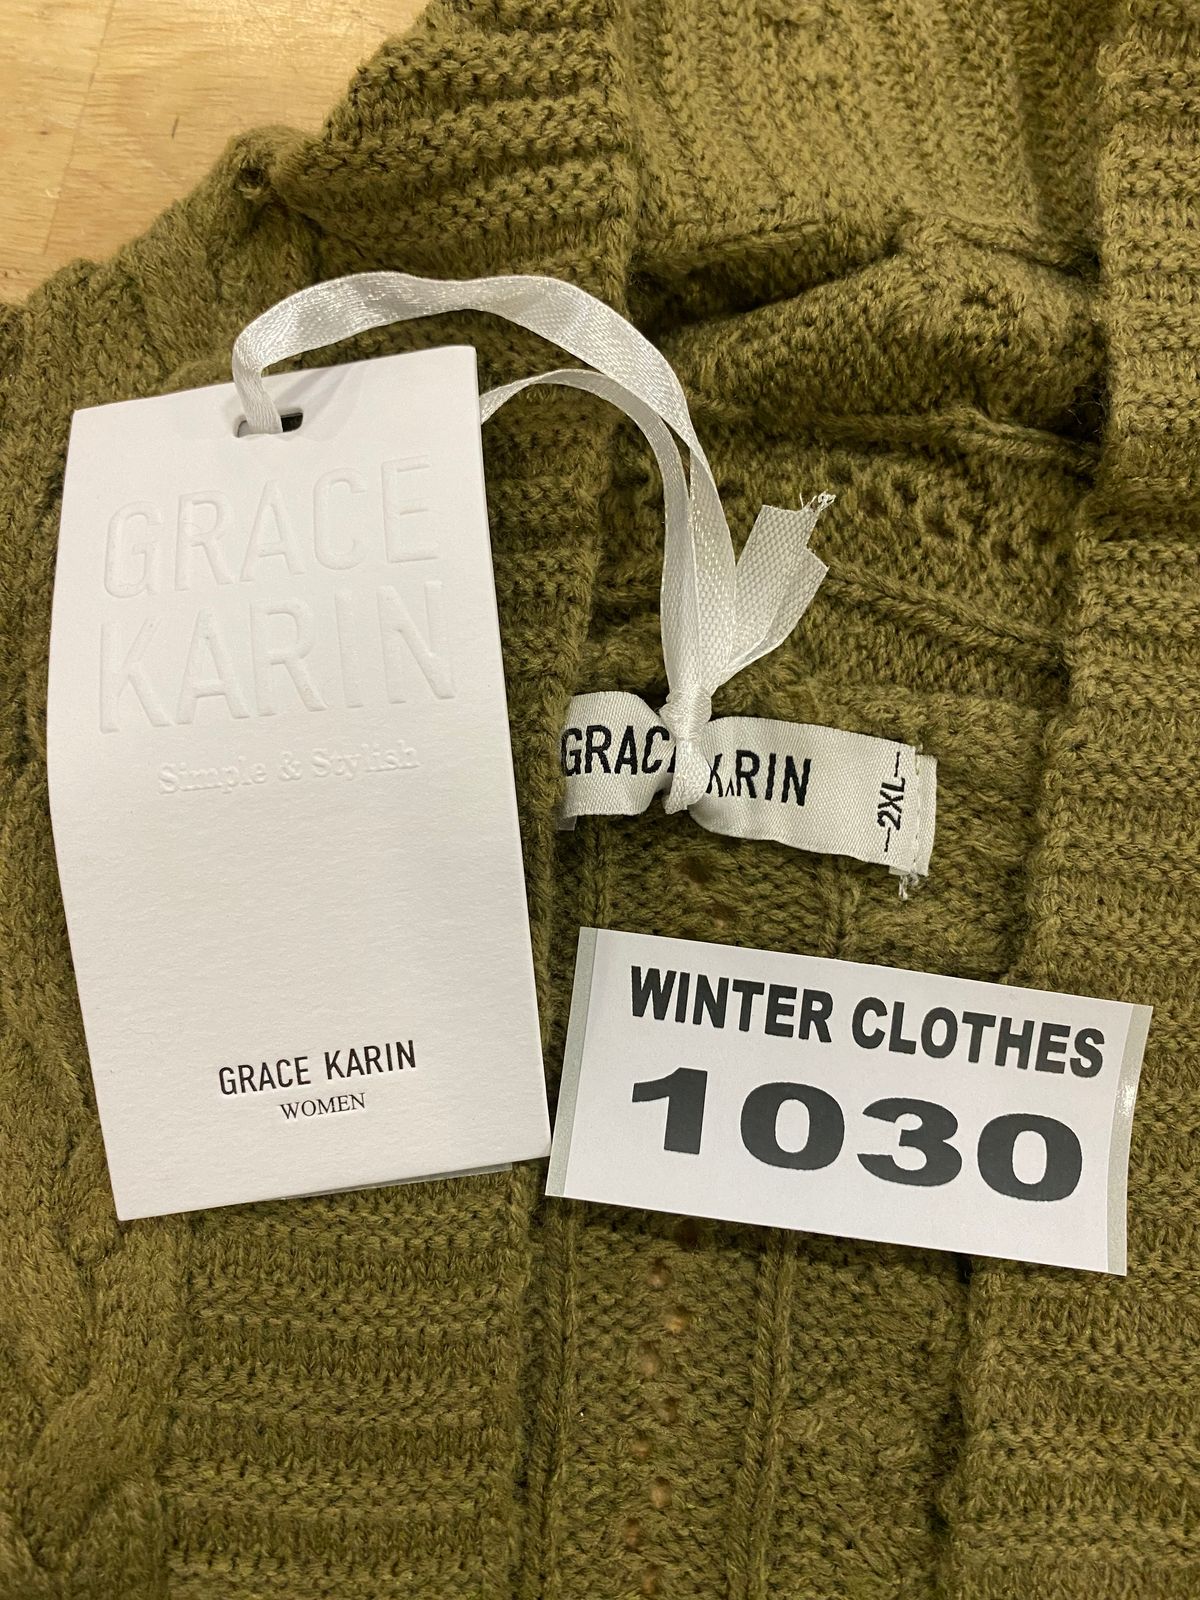 GRACE
KARIN
Simple & Stylish
GRACE KARIN
WOMEN
GRACE KARIN
—2XL—
WINTER CLOTHES
1030